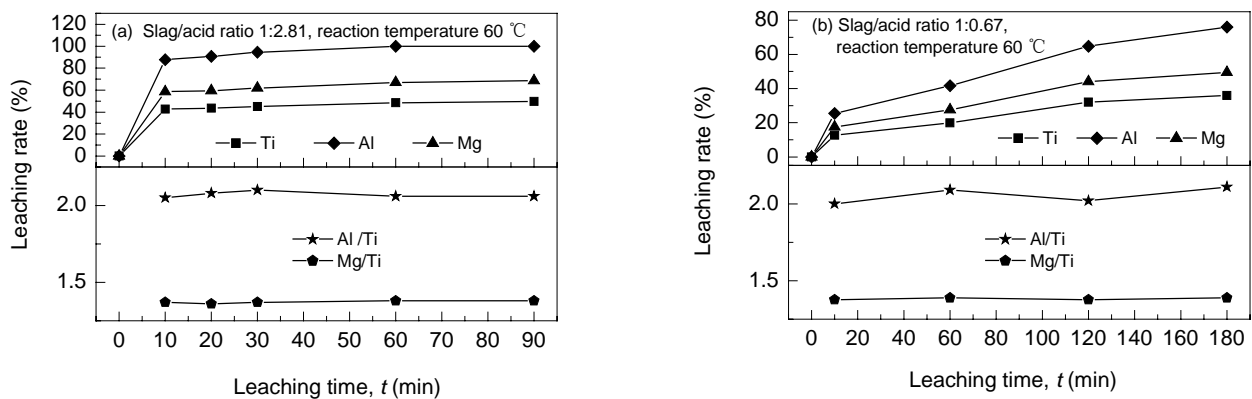 (a) Slag/acid ratio 1:2.81, reaction temperature 60 ℃
120
100
80
60
40
20
0
Ti Al Mg
2.0
1.5
Al /Ti
Mg/Ti
0 10 20 30 40 50 60 70 80 90
Leaching rate (%)
Leaching time, t (min)
(b) Slag/acid ratio 1:0.67,
reaction temperature 60 ℃
80
60
40
20
0
Ti Al Mg
2.0
1.5
Al/Ti
Mg/Ti
0 20 40 60 80 100 120 140 160 180
Leaching rate (%)
Leaching time, t (min)